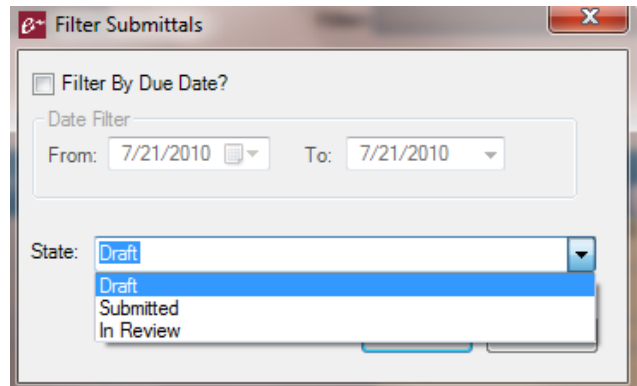 Filter Submittals
Filter By Due Date?
Date Filter
From: 7/21/2010 To: 7/21/2010
State: Draft
Draft
Submitted
In Review